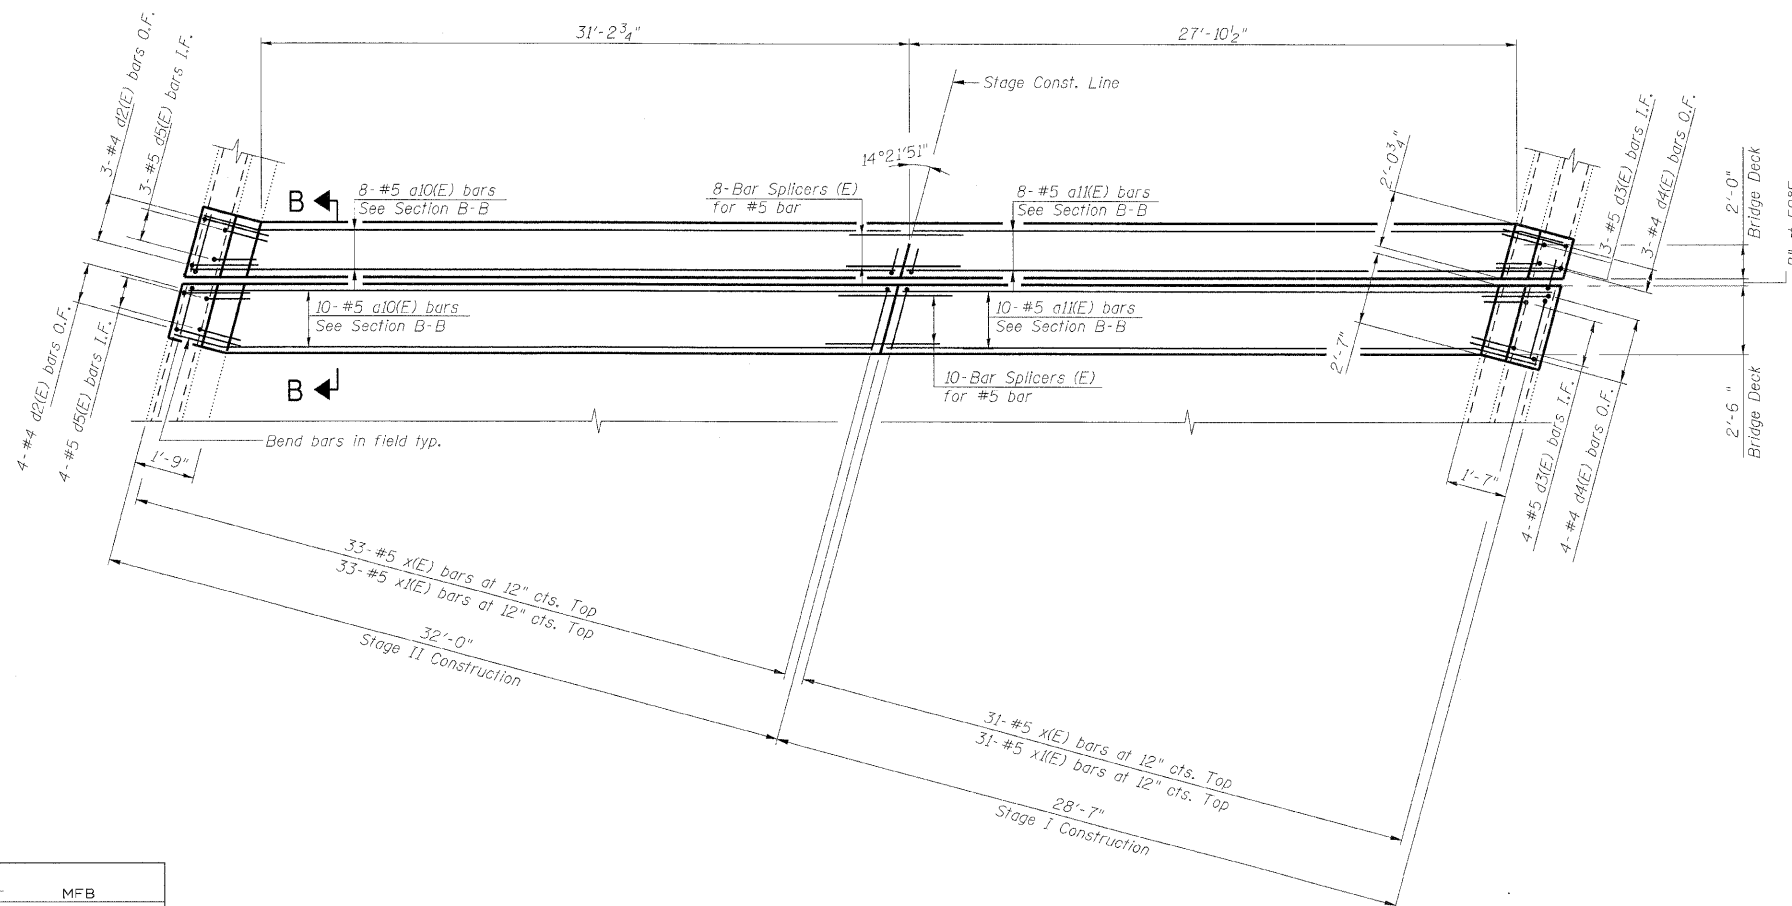 31'-2¾"
27'-10½"
Stage Const. Line
14°21'51"
3-#4 d2(E) bars O.F.
3-#5 d5(E) bars I.F.
B
8-#5 a10(E) bars
See Section B-B
8-Bar Splicers (E)
for #5 bar
8-#5 a11(E) bars
See Section B-B
2'-0¾"
3-#5 d3(E) bars I.F.
3-#4 d4(E) bars O.F.
2'-0"
Bridge Deck
4-#4 d2(E) bars O.F.
4-#5 d5(E) bars I.F.
10-#5 a10(E) bars
See Section B-B
10-#5 a11(E) bars
See Section B-B
2'-7"
B
10-Bar Splicers (E)
for #5 bar
4-#5 d3(E) bars I.F.
4-#4 d4(E) bars O.F.
2'-6"
Bridge Deck
Bend bars in field typ.
1'-9"
1'-7"
33-#5 x(E) bars at 12" cts. Top
33-#5 x1(E) bars at 12" cts. Top
32'-0"
Stage II Construction
31-#5 x(E) bars at 12" cts. Top
31-#5 x1(E) bars at 12" cts. Top
28'-7"
Stage I Construction
MFB